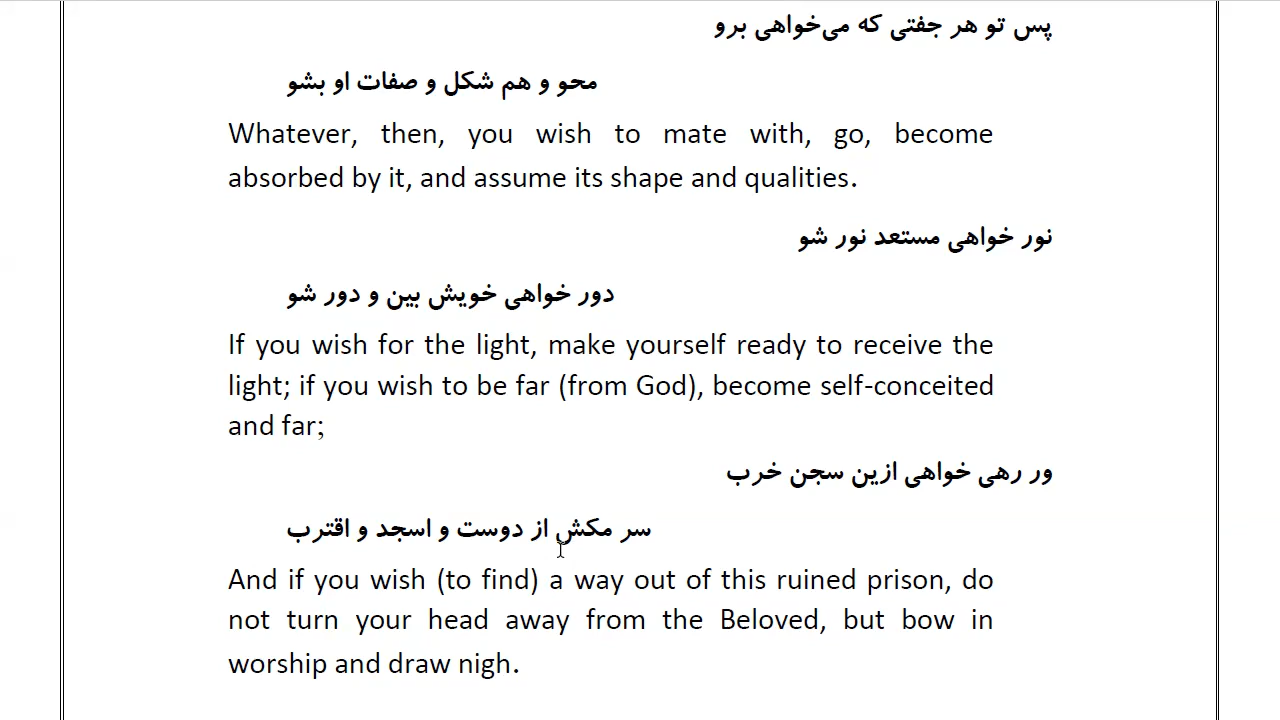 پس تو هر جفتی که می‌خواهی برو
محو و هم شکل و صفات او بشو
Whatever, then, you wish to mate with, go, become
absorbed by it, and assume its shape and qualities.
نور خواهی مستعد نور شو
دور خواهی خویش بین و دور شو
If you wish for the light, make yourself ready to receive the
light; if you wish to be far (from God), become self-conceited
and far;
ور رهی خواهی ازین سجن خرب
سر مکش از دوست و اسجد و اقترب
And if you wish (to find) a way out of this ruined prison, do
not turn your head away from the Beloved, but bow in
worship and draw nigh.